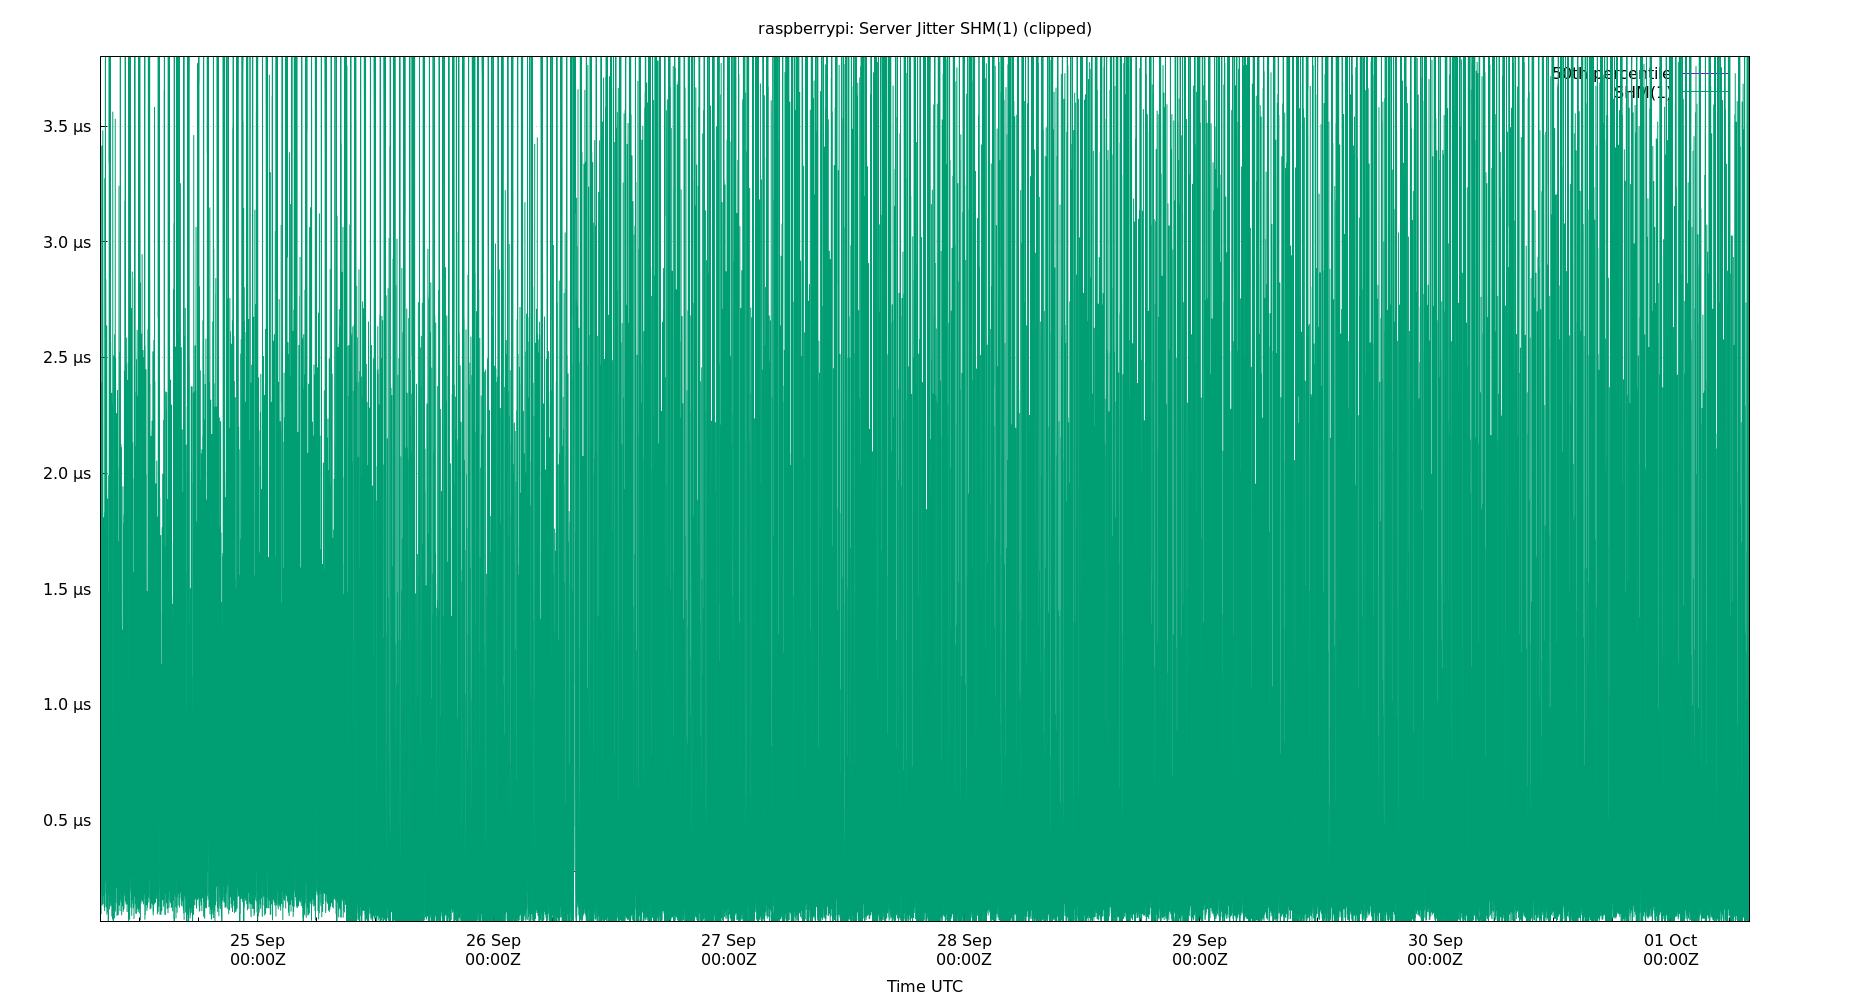 raspberrypi: Server Jitter SHM(1) (clipped)
50th percentile
SHM(1)
3.5 µs
3.0 µs
2.5 µs
2.0 µs
1.5 µs
1.0 µs
0.5 µs
25 Sep 26 Sep 27 Sep 28 Sep 29 Sep 30 Sep 01 Oct
00:00Z 00:00Z 00:00Z 00:00Z 00:00Z 00:00Z 00:00Z
Time UTC